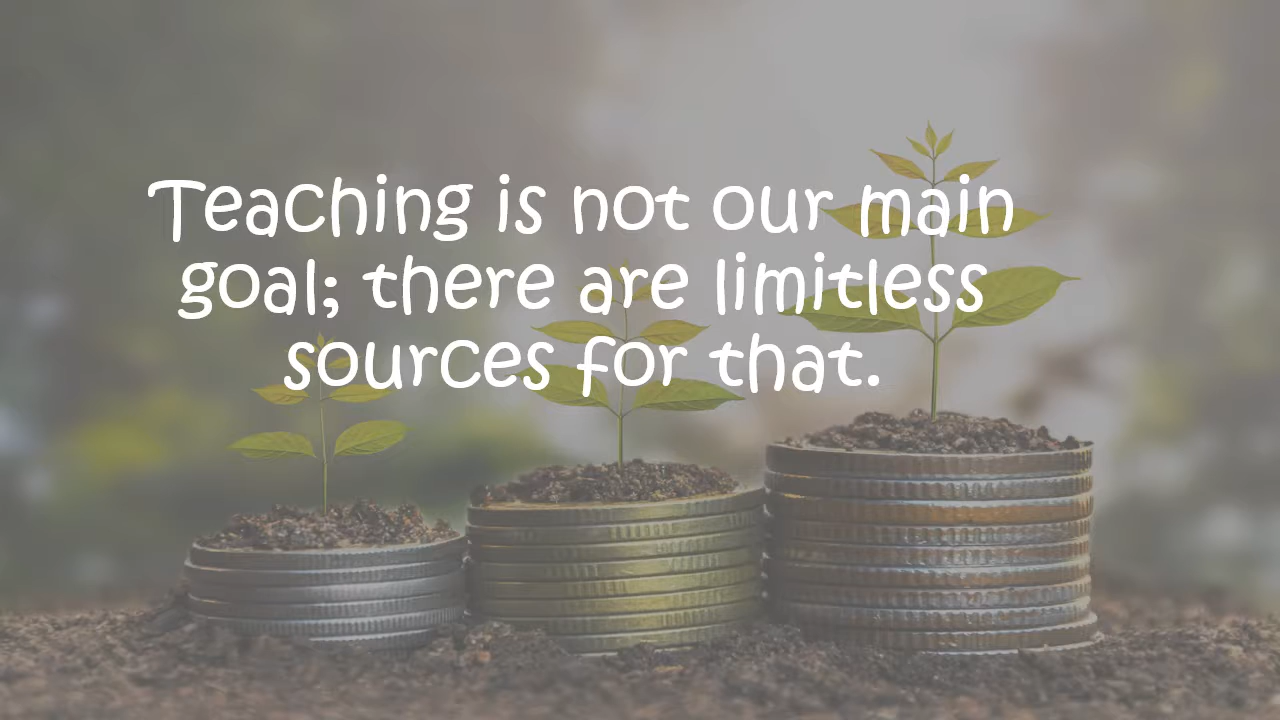 Teaching is not our main
goal; there are limitless
sources for that.